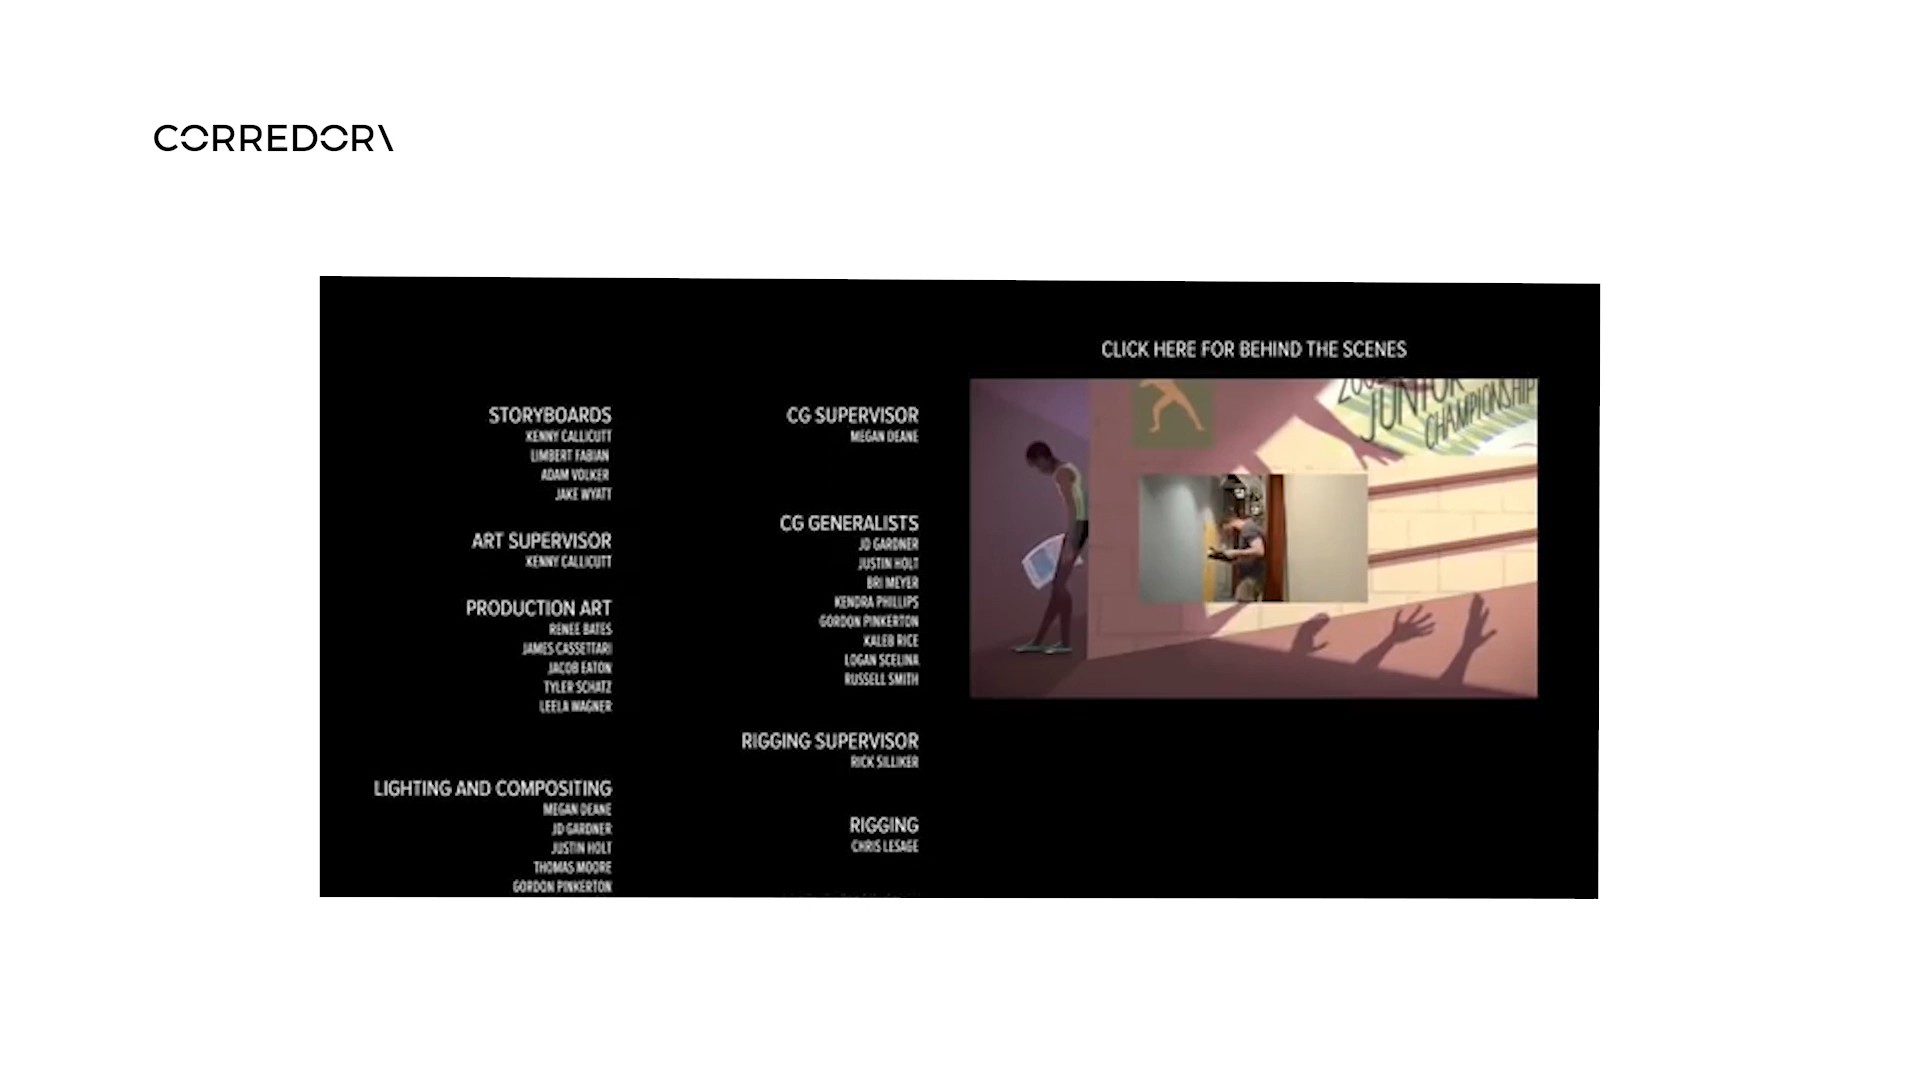 CORREDOR\
CLICK HERE FOR BEHIND THE SCENES
STORYBOARDS
KENNY CALLICUTT
LIMBERT FABIAN
ADAM VOLKER
JAKE WYATT
ART SUPERVISOR
KENNY CALLICUTT
PRODUCTION ART
RENEE BATES
JAMES CASSETTARI
JACOB EATON
TYLER SCHATZ
LEELA WAGNER
LIGHTING AND COMPOSITING
MEGAN DEANE
JD GARDNER
JUSTIN HOLT
THOMAS MOORE
GORDON PINKERTON
CG SUPERVISOR
MEGAN DEANE
CG GENERALISTS
JD GARDNER
JUSTIN HOLT
BRI MEYER
KENDRA PHILLIPS
GORDON PINKERTON
KALEB RICE
LOGAN SCELINA
RUSSELL SMITH
RIGGING SUPERVISOR
RICK SILLIKER
RIGGING
CHRIS LESAGE
JUNIOR
CHAMPIONSHIP